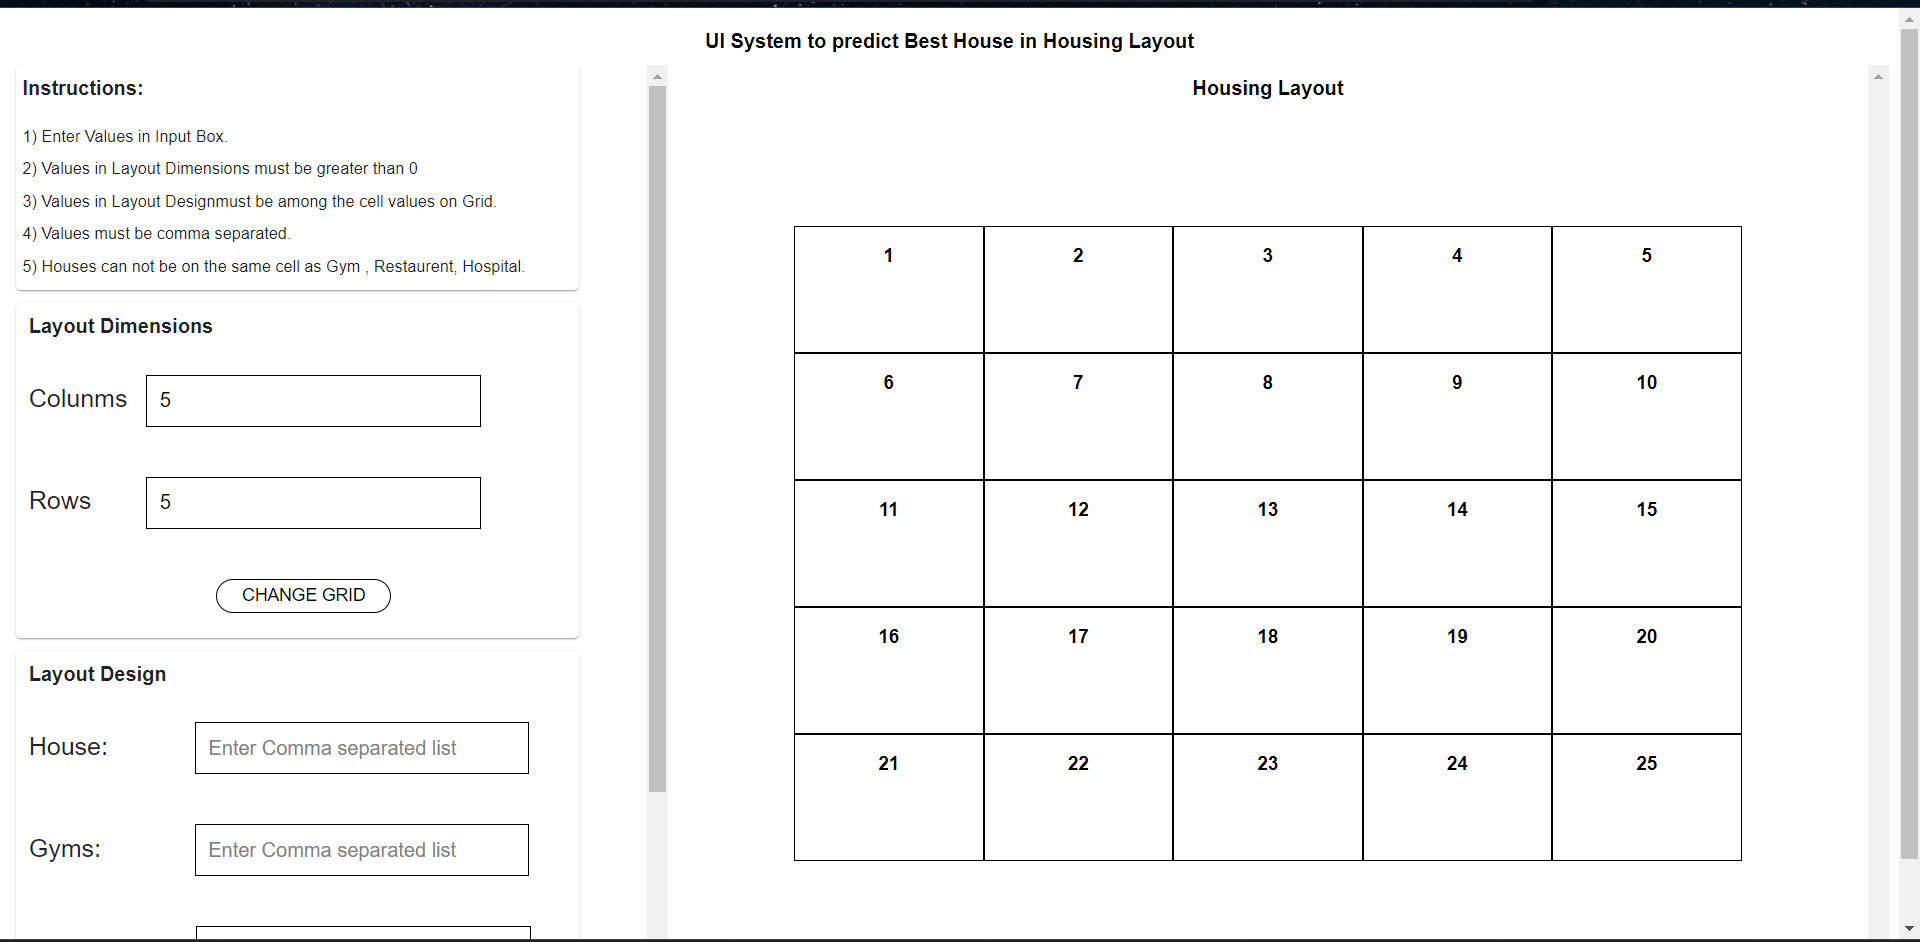 UI System to predict Best House in Housing Layout
Instructions:
1) Enter Values in Input Box.
2) Values in Layout Dimensions must be greater than 0
3) Values in Layout Designmust be among the cell values on Grid.
4) Values must be comma separated.
5) Houses can not be on the same cell as Gym , Restaurent, Hospital.
Layout Dimensions
Colunms 5
Rows 5
CHANGE GRID
Layout Design
House: Enter Comma separated list
Gyms: Enter Comma separated list
Housing Layout
1 2 3 4 5
6 7 8 9 10
11 12 13 14 15
16 17 18 19 20
21 22 23 24 25